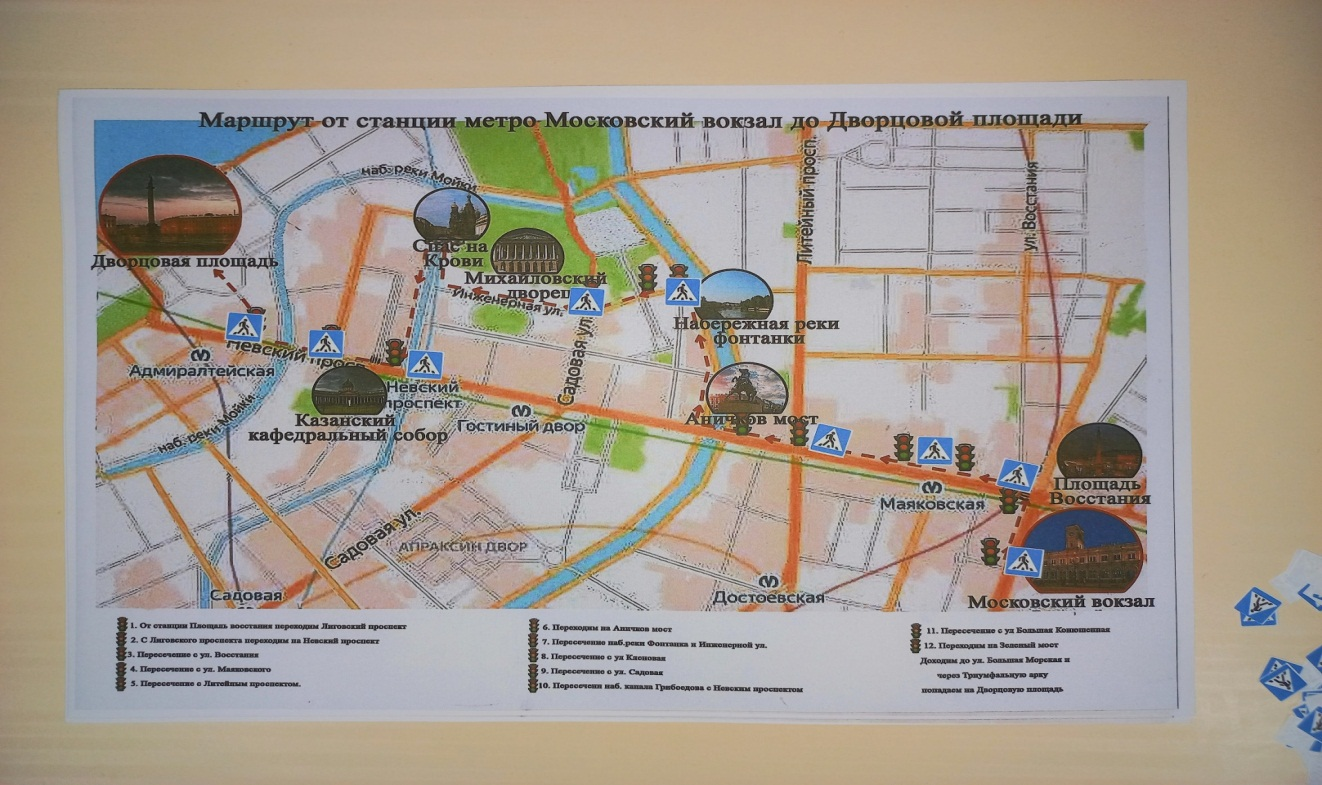 Маршрут от станции метро Московский вокзал до Дворцовой площади
наб. реки Мойки
Литейный просп.
ул. Восстания
Спас на
Крови
Дворцовая площадь
Михайловский
дворец
Инженерная ул.
Набережная реки
фонтанки
Садовая ул.
Невский
Адмиралтейская
Невский
проспект
Казанский
кафедральный собор
Гостиный двор
Аничков мост
наб. реки Мойки
Площадь
Восстания
Маяковская
Садовая ул.
АПРАКСИН ДВОР
Садовая
Достоевская
Московский вокзал
1. От станции Площаць восстания переходим Лиговский проспект
2. С Лиговского проспекта переходим на Невский проспект
3. Пересечение с ул. Восстания
4. Пересечение с ул. Маяковского
5. Пересечение с Литейным проспектом.
6. Переходим на Аничков мост
7. Пересечение наб.реки Фонтанка и Инженерной ул.
8. Пересечение с ул Кленовая
9. Пересечение с ул. Садовая
10. Пересечени наб. канала Грибоедова с Невским проспектом
11. Пересечение с ул Большая Конюшенная
12. Переходим на Зеленый мост
Доходим до ул. Большая Морская и
через Триумфальную арку
попадаем на Дворцовую площадь